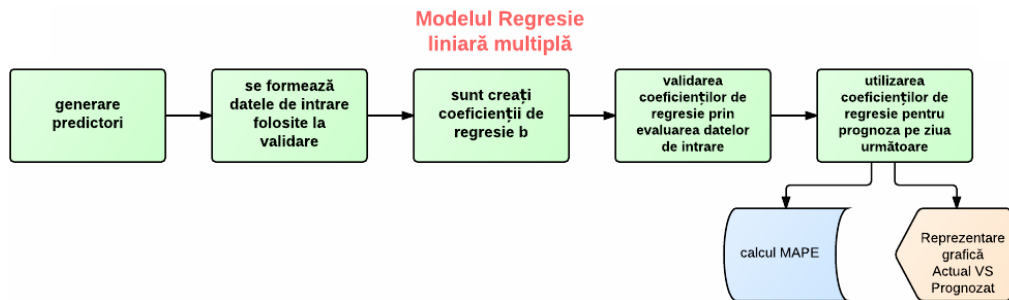 Modelul Regresie
liniară multiplă
generare
predictori
se formează
datele de intrare
folosite la
validare
sunt creați
coeficienții de
regresie b
validarea
coeficienților de
regresie prin
evaluarea datelor
de intrare
utilizarea
coeficienților de
regresie pentru
prognoza pe ziua
următoare
calcul MAPE
Reprezentare
grafică
Actual VS
Prognozat